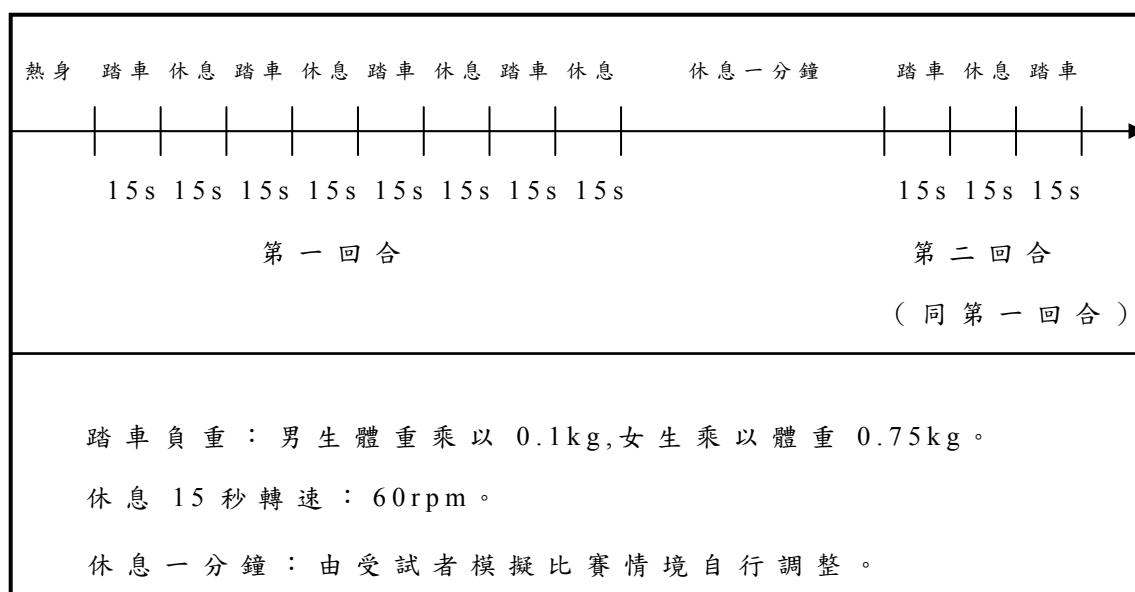 熱身 踏車 休息 踏車 休息 踏車 休息 踏車 休息 休息一分鐘 踏車 休息 踏車
15s 15s 15s 15s 15s 15s 15s 15s 15s 15s 15s
第一回合 第二回合
(同第一回合)
踏車負重：男生體重乘以 0.1kg,女生乘以體重 0.75kg。
休息 15 秒轉速：60rpm。
休息一分鐘：由受試者模擬比賽情境自行調整。